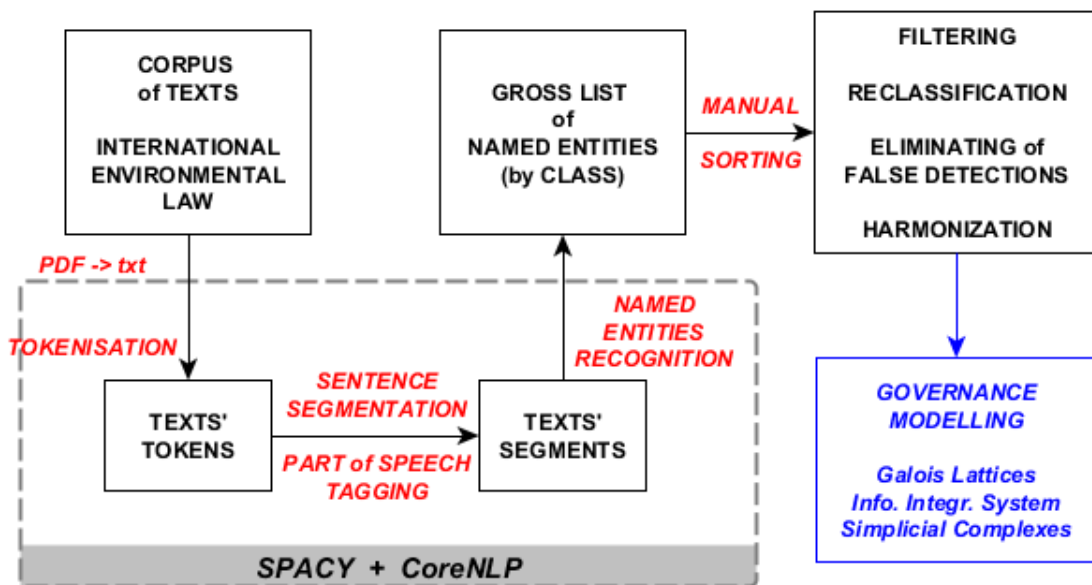 CORPUS
of TEXTS
INTERNATIONAL
ENVIRONMENTAL
LAW
PDF -> txt
TOKENISATION
TEXTS'
TOKENS
SENTENCE
SEGMENTATION
PART of SPEECH
TAGGING
TEXTS'
SEGMENTS
NAMED
ENTITIES
RECOGNITION
GROSS LIST
of
NAMED ENTITIES
(by CLASS)
MANUAL
SORTING
FILTERING
RECLASSIFICATION
ELIMINATING of
FALSE DETECTIONS
HARMONIZATION
GOVERNANCE
MODELLING
Galois Lattices
Info. Integr. System
Simplicial Complexes
SPACY + CoreNLP